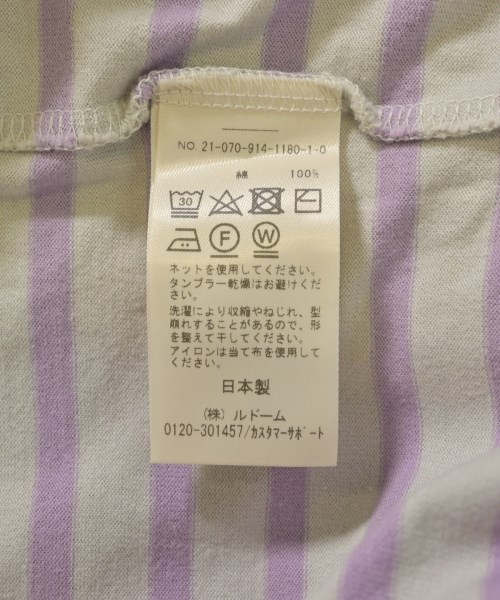 NO. 21-070-914-1180-1-0
綿 100%
30
F W
ネットを使用してください。
タンブラー乾燥はお避けくだ
さい。
洗濯により収縮やねじれ、型
崩れすることがあるので、形
を整えて干してください。
アイロンは当て布を使用して
ください。
日本製
(株) ルドーム
0120-301457/カスタマーサポート